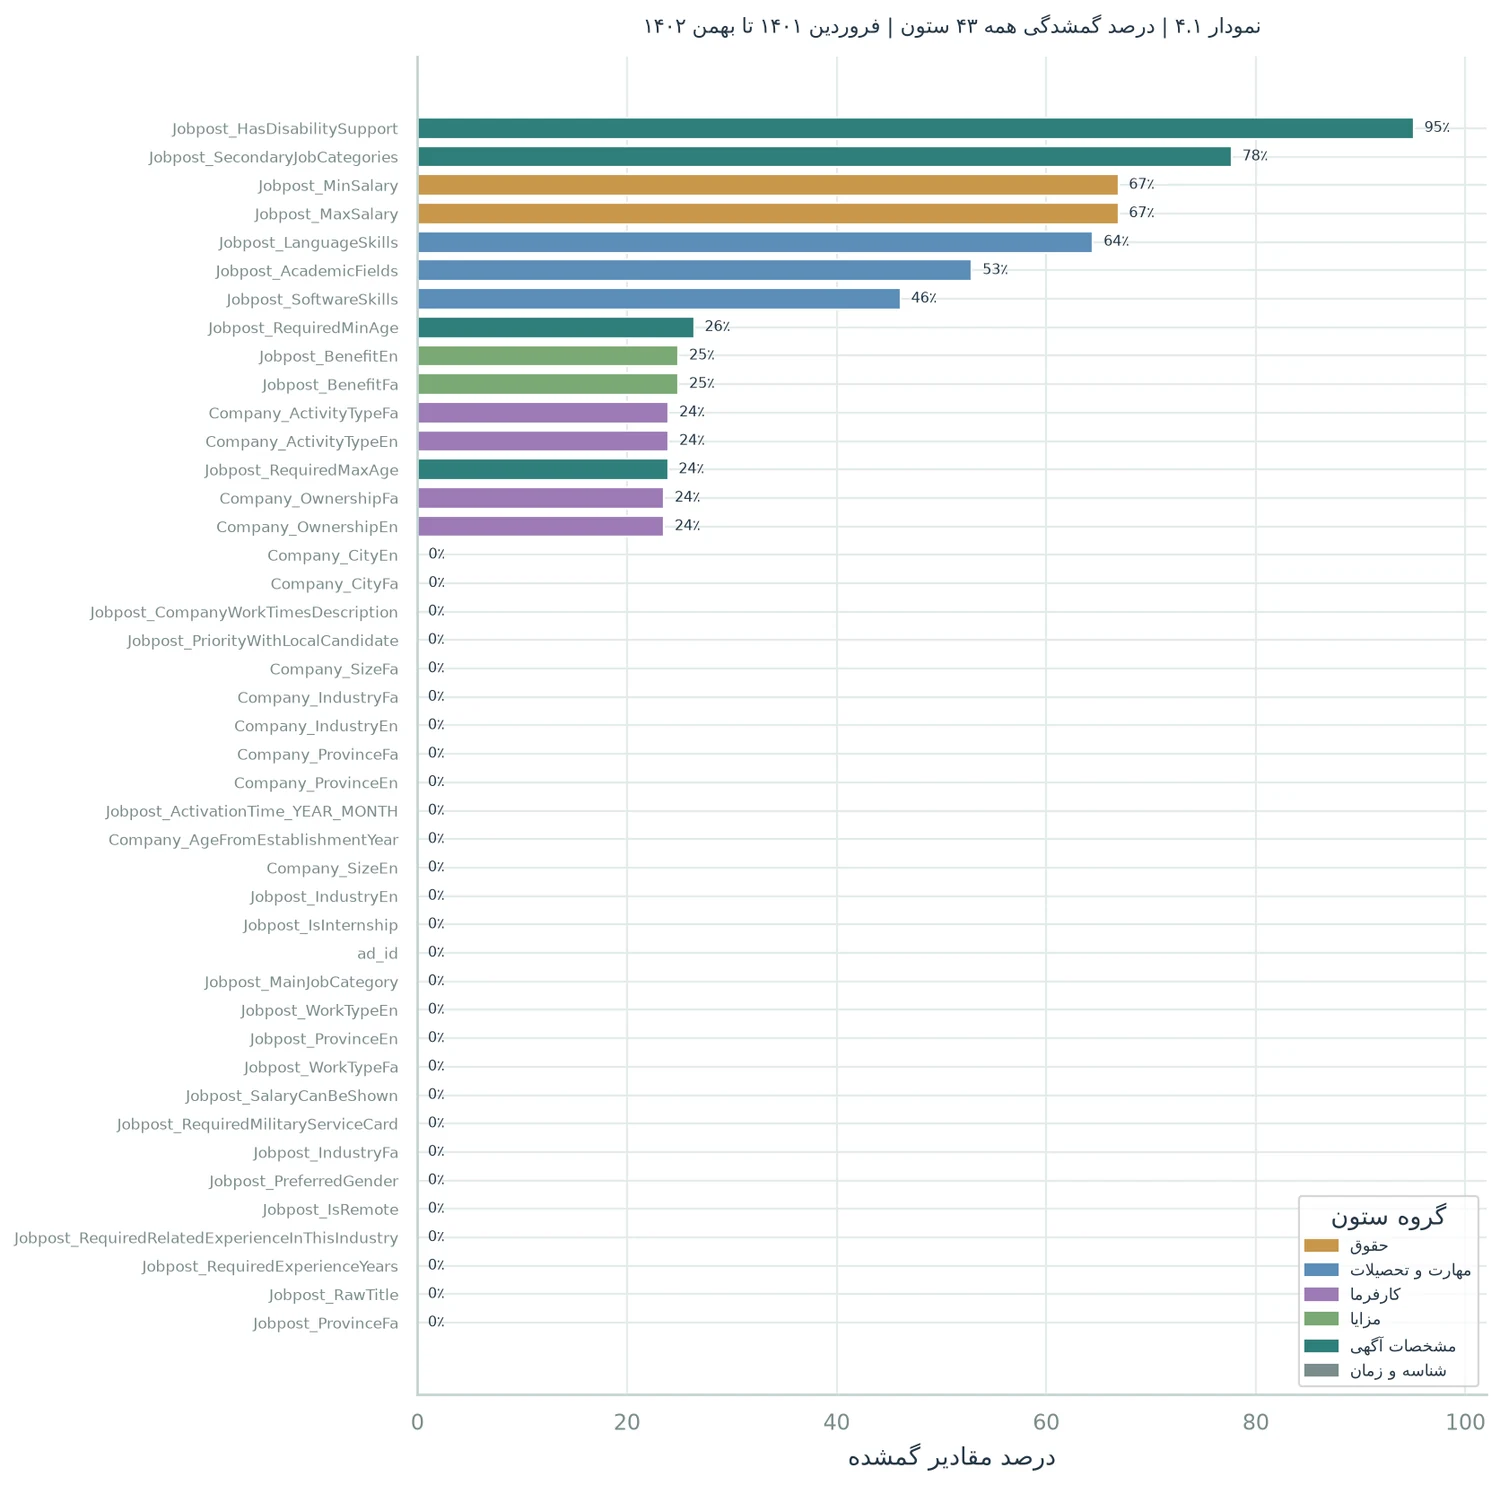 نمودار ۴.۱ | درصد گمشدگی همه ۴۳ ستون | فروردین ۱۴۰۱ تا بهمن ۱۴۰۲
Jobpost_HasDisabilitySupport 95٪
Jobpost_SecondaryJobCategories 78٪
Jobpost_MinSalary 67٪
Jobpost_MaxSalary 67٪
Jobpost_LanguageSkills 64٪
Jobpost_AcademicFields 53٪
Jobpost_SoftwareSkills 46٪
Jobpost_RequiredMinAge 26٪
Jobpost_BenefitEn 25٪
Jobpost_BenefitFa 25٪
Company_ActivityTypeFa 24٪
Company_ActivityTypeEn 24٪
Jobpost_RequiredMaxAge 24٪
Company_OwnershipFa 24٪
Company_OwnershipEn 24٪
Company_CityEn 0٪
Company_CityFa 0٪
Jobpost_CompanyWorkTimesDescription 0٪
Jobpost_PriorityWithLocalCandidate 0٪
Company_SizeFa 0٪
Company_IndustryFa 0٪
Company_IndustryEn 0٪
Company_ProvinceFa 0٪
Company_ProvinceEn 0٪
Jobpost_ActivationTime_YEAR_MONTH 0٪
Company_AgeFromEstablishmentYear 0٪
Company_SizeEn 0٪
Jobpost_IndustryEn 0٪
Jobpost_IsInternship 0٪
ad_id 0٪
Jobpost_MainJobCategory 0٪
Jobpost_WorkTypeEn 0٪
Jobpost_ProvinceEn 0٪
Jobpost_WorkTypeFa 0٪
Jobpost_SalaryCanBeShown 0٪
Jobpost_RequiredMilitaryServiceCard 0٪
Jobpost_IndustryFa 0٪
Jobpost_PreferredGender 0٪
Jobpost_IsRemote 0٪
Jobpost_RequiredRelatedExperienceInThisIndustry 0٪
Jobpost_RequiredExperienceYears 0٪
Jobpost_RawTitle 0٪
Jobpost_ProvinceFa 0٪
گروه ستون
حقوق
مهارت و تحصیلات
کارفرما
مزایا
مشخصات آگهی
شناسه و زمان
0 20 40 60 80 100
درصد مقادیر گمشده